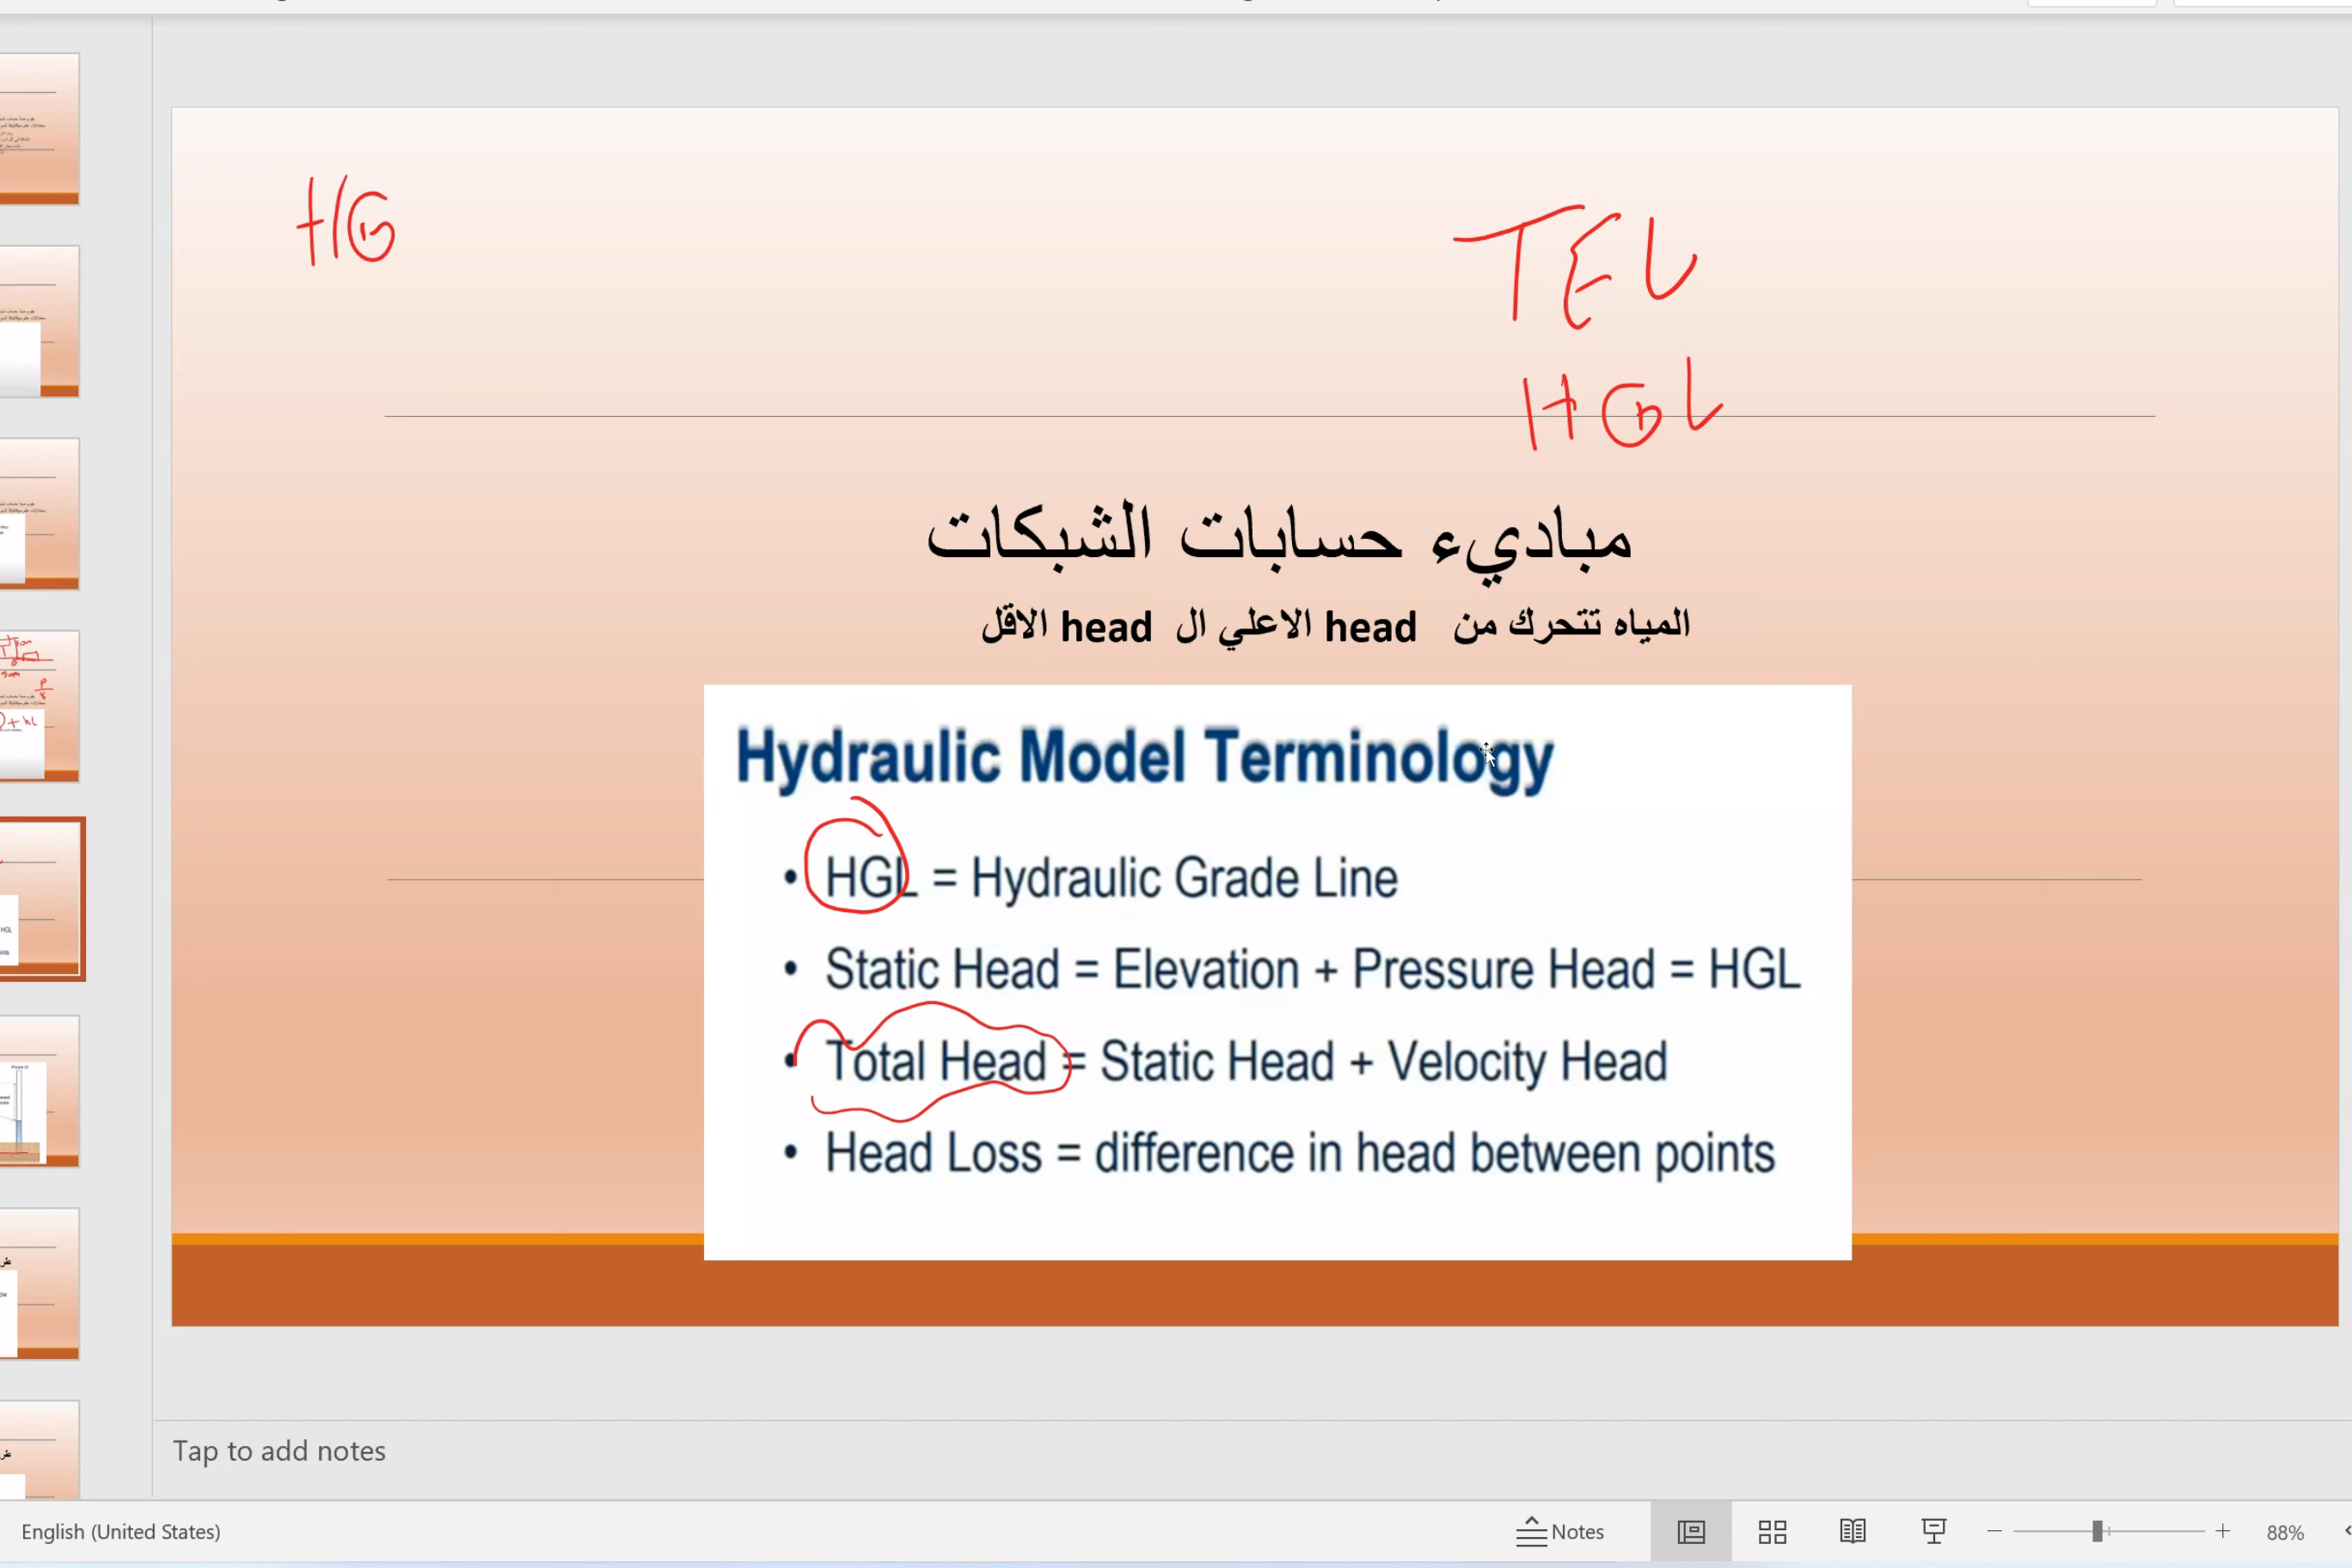 HG
TEL
HGL
مباديء حسابات الشبكات
المياه تتحرك من head الاعلي ال head الاقل
Hydraulic Model Terminology
• HGL = Hydraulic Grade Line
• Static Head = Elevation + Pressure Head = HGL
• Total Head = Static Head + Velocity Head
• Head Loss = difference in head between points
Tap to add notes
English (United States)
Notes
88%